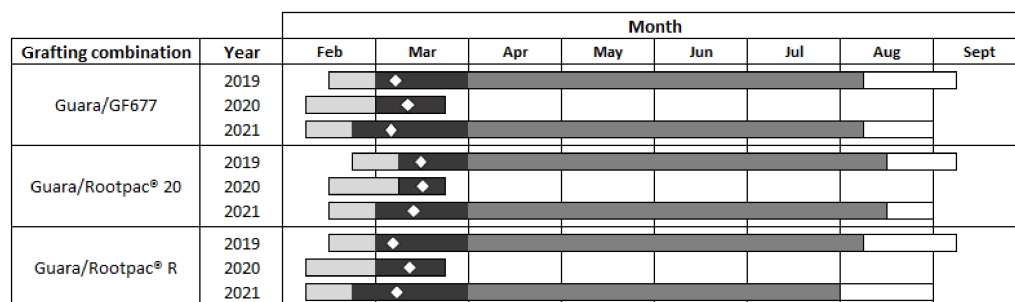 Month
Grafting combination Year Feb Mar Apr May Jun Jul Aug Sept
2019
Guara/GF677 2020
2021
2019
Guara/Rootpac® 20 2020
2021
2019
Guara/Rootpac® R 2020
2021